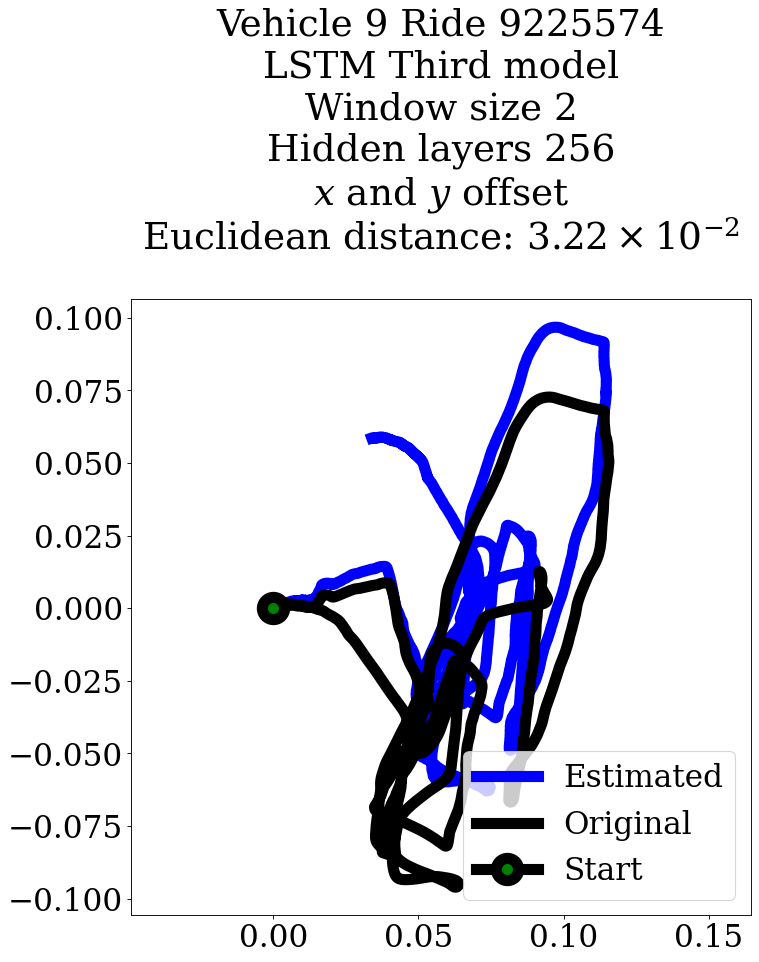 Vehicle 9 Ride 9225574
LSTM Third model
Window size 2
Hidden layers 256
x and y offset
Euclidean distance: 3.22 × 10⁻²
0.100
0.075
0.050
0.025
0.000
−0.025
−0.050
−0.075
−0.100
Estimated
Original
Start
0.00 0.05 0.10 0.15